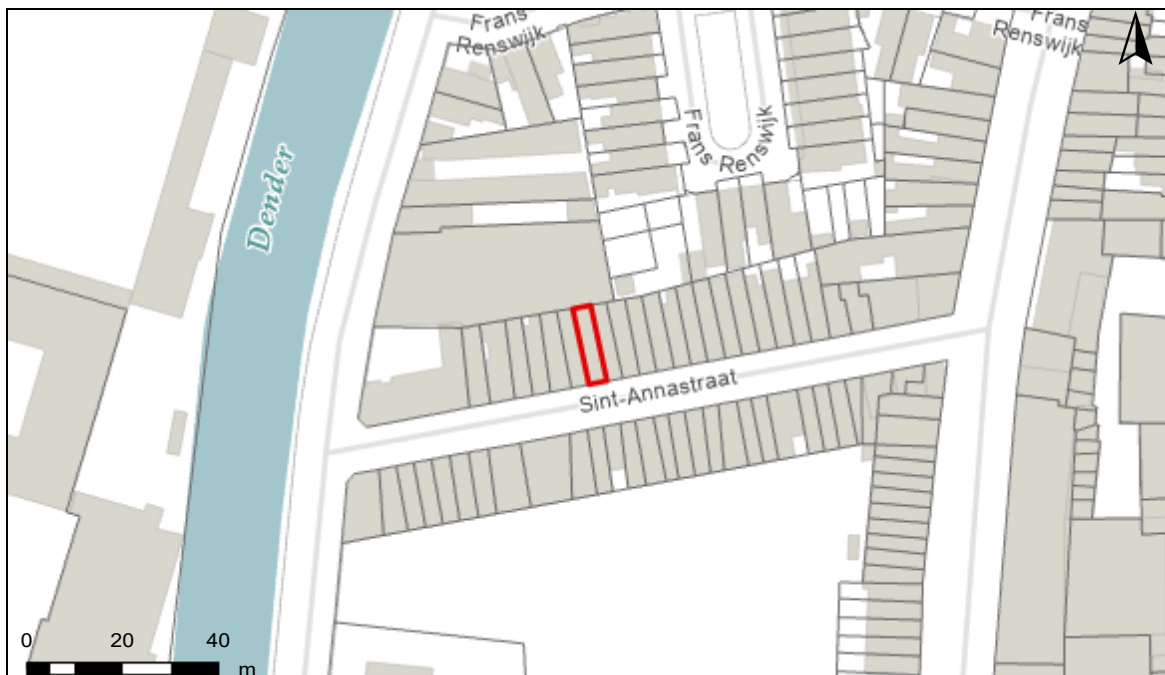 Frans
Renswijk
Frans
Renswijk
Frans Renswijk
Dender
Sint-Annastraat
0 20 40
m